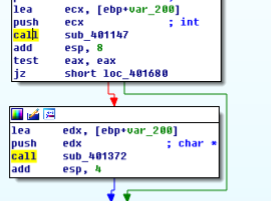 lea ecx, [ebp+var_200]
push ecx ; int
call sub_401147
add esp, 8
test eax, eax
jz short loc_401680
lea edx, [ebp+var_200]
push edx ; char *
call sub_401372
add esp, 4